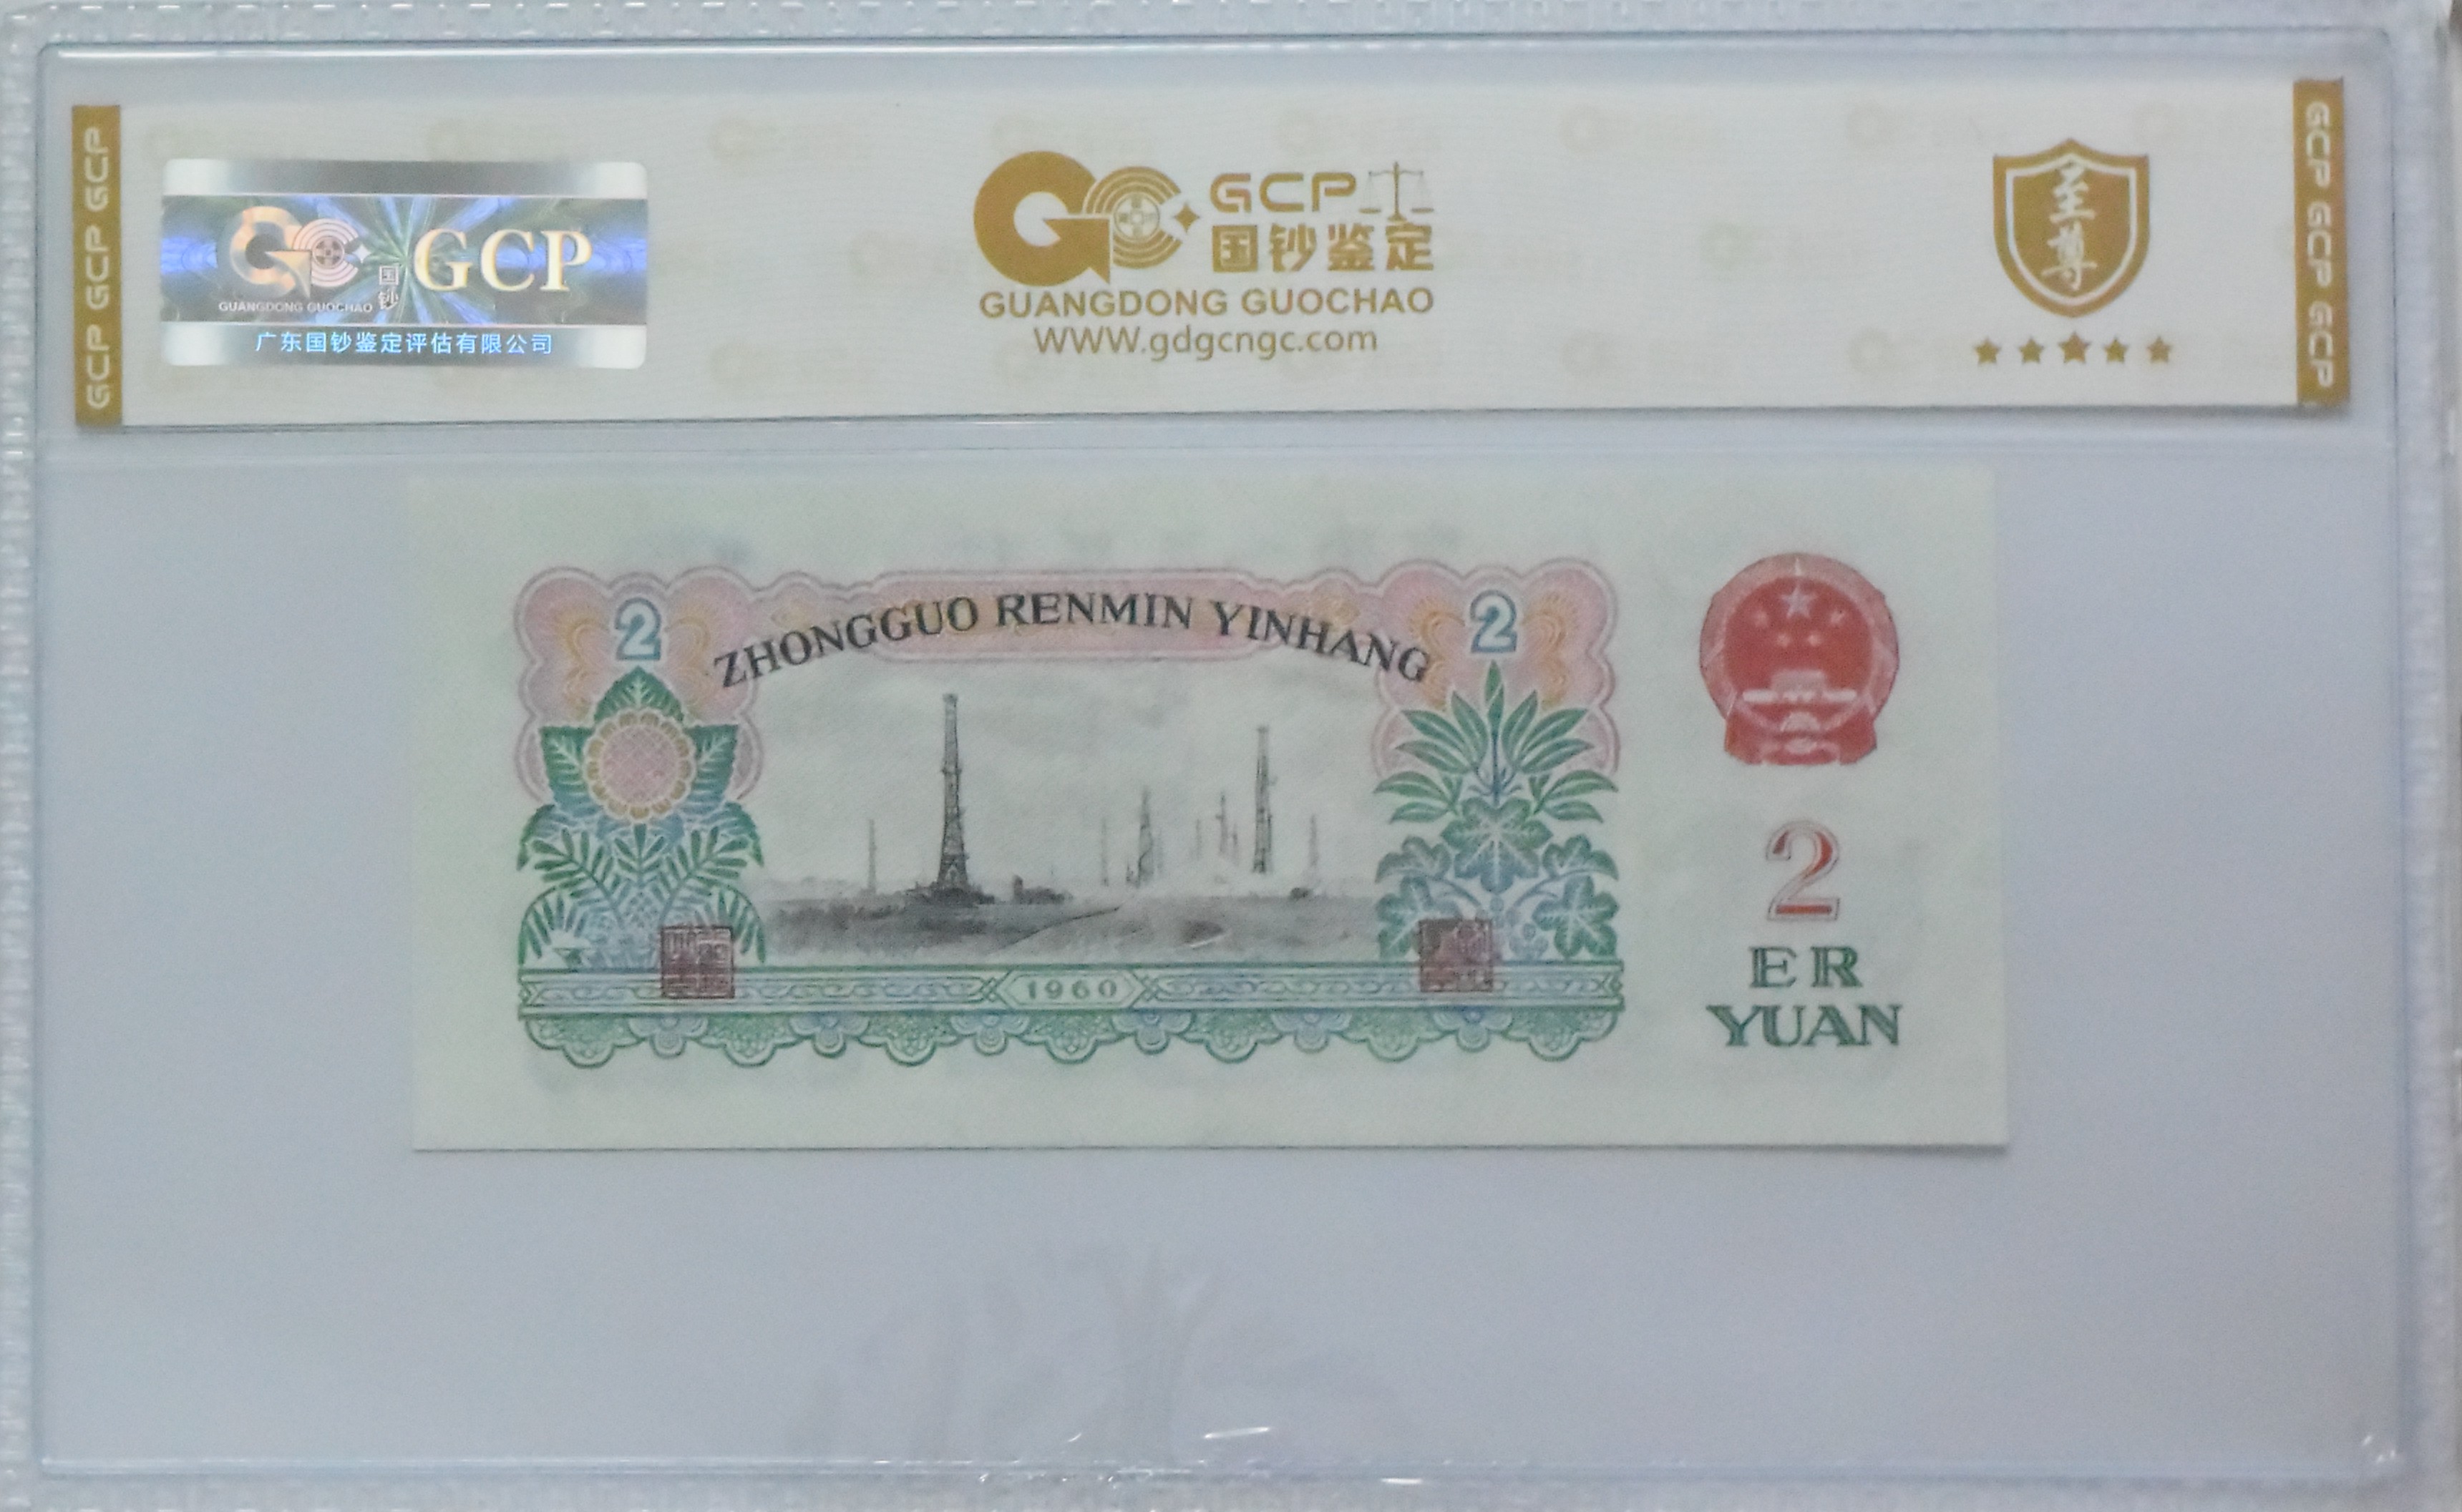 GCP GCP GCP
国钞
GCP
GUANGDONG GUOCHAO
广东国钞鉴定评估有限公司
GCP
国钞鉴定
GUANGDONG GUOCHAO
WWW.gdgcngc.com
至尊
GCP GCP GCP
2
ZHONGGUO RENMIN YINHANG
2
1960
2
ER
YUAN